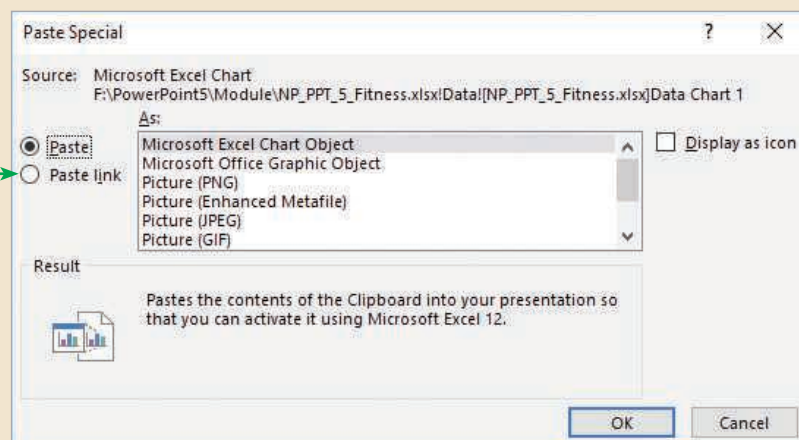 Paste Special
Source: Microsoft Excel Chart
F:\PowerPoint5\Module\NP_PPT_5_Fitness.xlsx!Data![NP_PPT_5_Fitness.xlsx]Data Chart 1
As:
Paste
Paste link
Microsoft Excel Chart Object
Microsoft Office Graphic Object
Picture (PNG)
Picture (Enhanced Metafile)
Picture (JPEG)
Picture (GIF)
Display as icon
Result
Pastes the contents of the Clipboard into your presentation so
that you can activate it using Microsoft Excel 12.
OK
Cancel